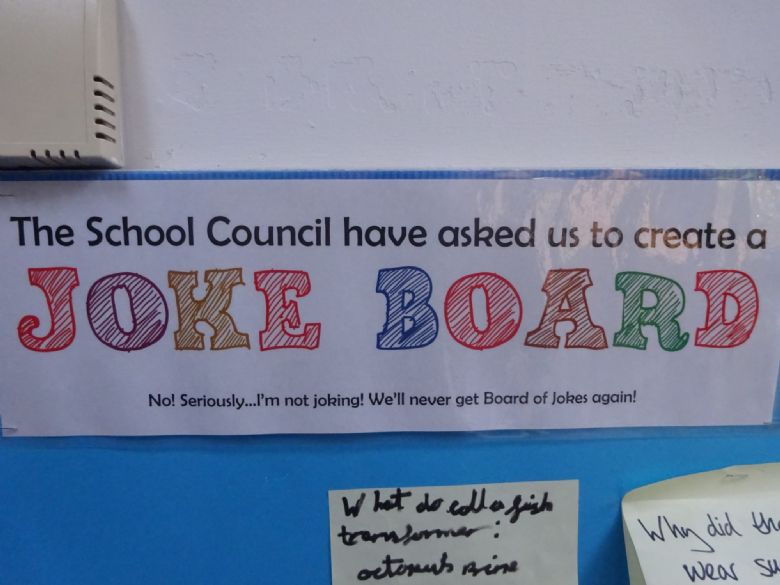 The School Council have asked us to create a
JOKE BOARD
No! Seriously...I'm not joking! We'll never get Board of Jokes again!
What do call a fish
transformer:
Why did the
wear